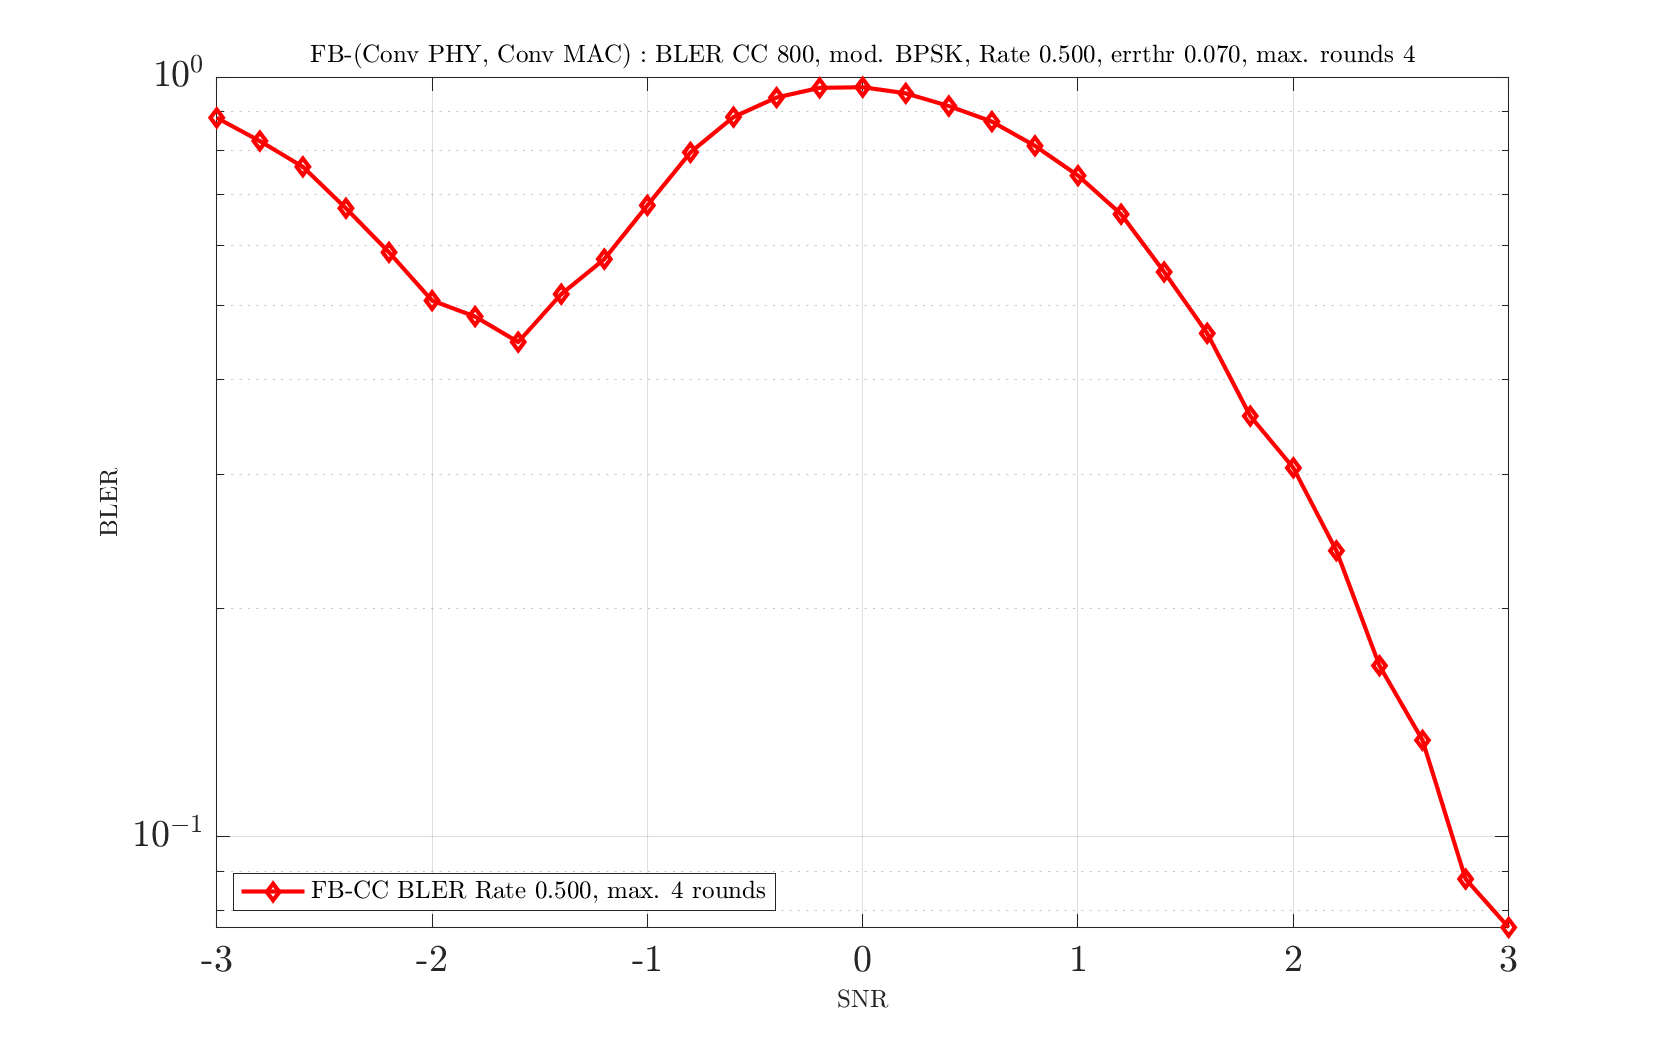 FB-(Conv PHY, Conv MAC) : BLER CC 800, mod. BPSK, Rate 0.500, errthr 0.070, max. rounds 4
10^0
BLER
10^−1
FB-CC BLER Rate 0.500, max. 4 rounds
-3 -2 -1 0 1 2 3
SNR